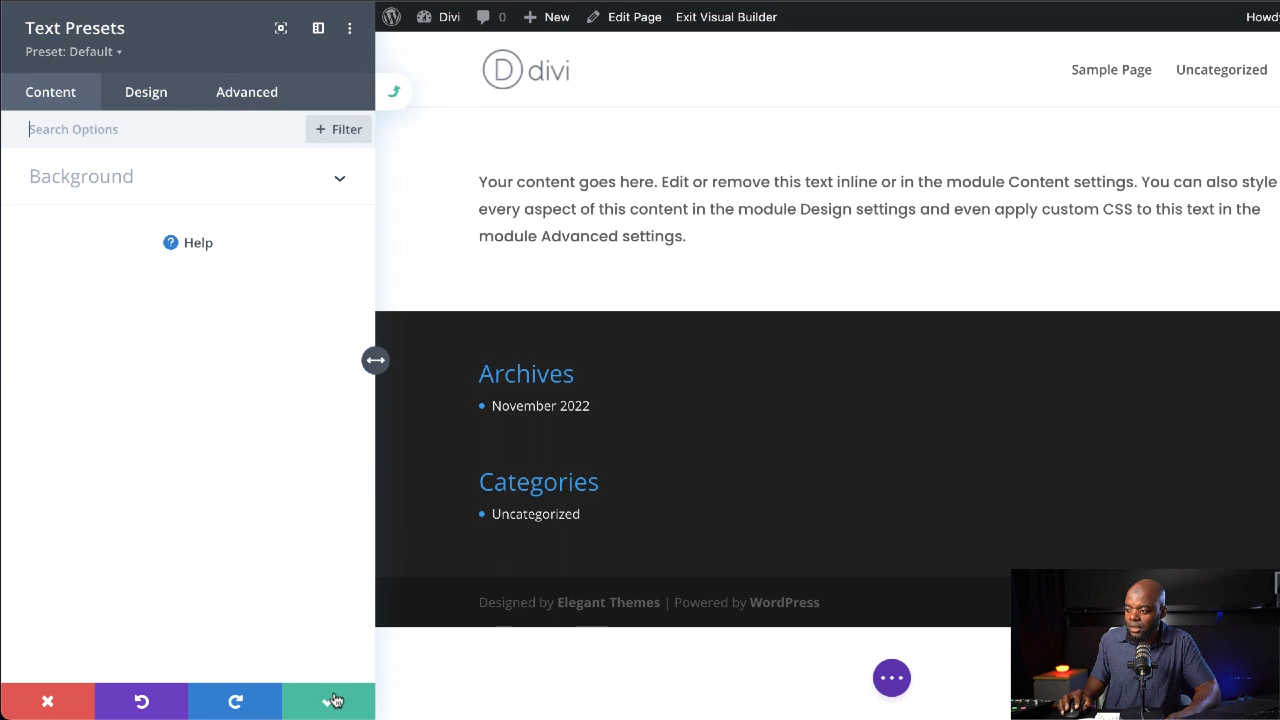 Text Presets
Preset: Default
Content Design Advanced
Search Options
+ Filter
Background
? Help
Divi 0 New Edit Page Exit Visual Builder Howdy
D divi
Sample Page Uncategorized
Your content goes here. Edit or remove this text inline or in the module Content settings. You can also style
every aspect of this content in the module Design settings and even apply custom CSS to this text in the
module Advanced settings.
Archives
November 2022
Categories
Uncategorized
Designed by Elegant Themes | Powered by WordPress